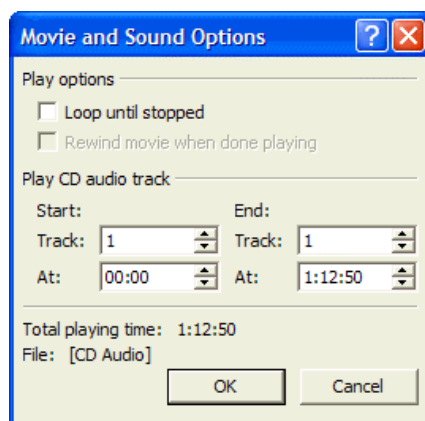 Movie and Sound Options
Play options
Loop until stopped
Rewind movie when done playing
Play CD audio track
Start: End:
Track: 1 Track: 1
At: 00:00 At: 1:12:50
Total playing time: 1:12:50
File: [CD Audio]
OK Cancel